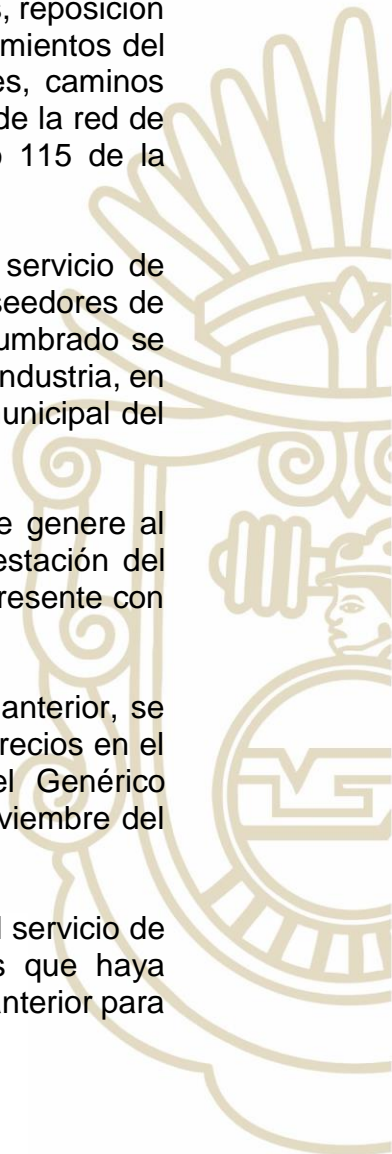 s, reposición
mientos del
es, caminos
de la red de
o 115 de la
servicio de
seedores de
umbrado se
ndustria, en
unicipal del
e genere al
estación del
resente con
anterior, se
recios en el
el Genérico
viembre del
l servicio de
s que haya
nterior para